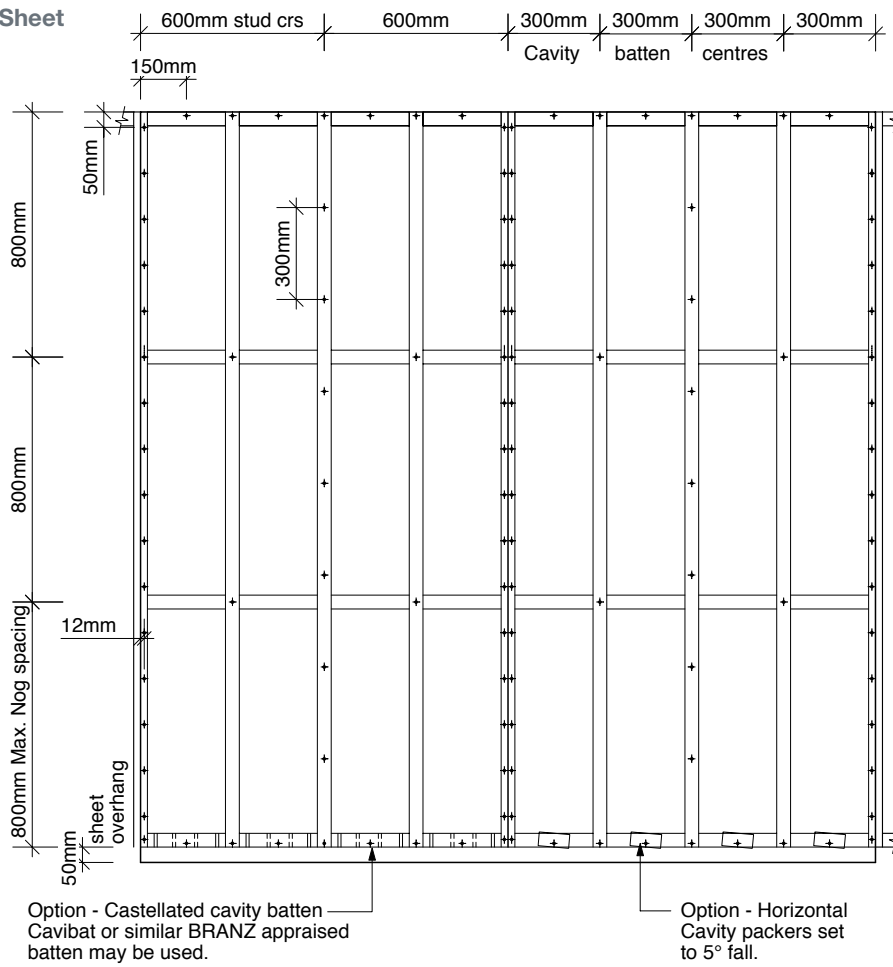 Sheet
600mm stud crs 600mm 300mm 300mm 300mm 300mm
Cavity batten centres
150mm
50mm
800mm
300mm
800mm
12mm
800mm Max. Nog spacing
sheet
overhang
50mm
Option - Castellated cavity batten
Cavibat or similar BRANZ appraised
batten may be used.
Option - Horizontal
Cavity packers set
to 5° fall.